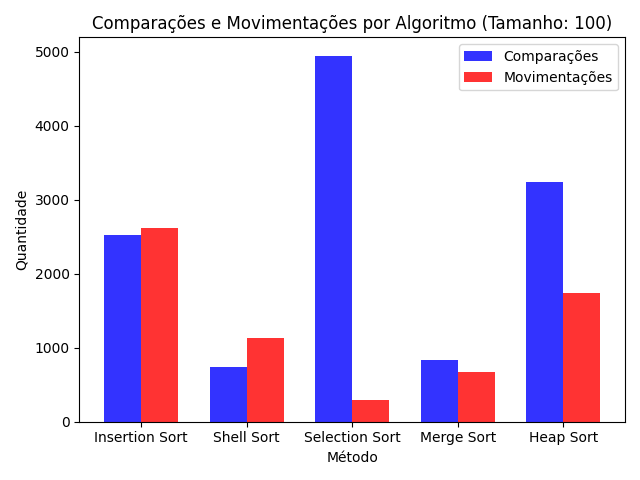 Comparações e Movimentações por Algoritmo (Tamanho: 100)
Comparações
Movimentações
Quantidade
5000
4000
3000
2000
1000
0
Insertion Sort Shell Sort Selection Sort Merge Sort Heap Sort
Método